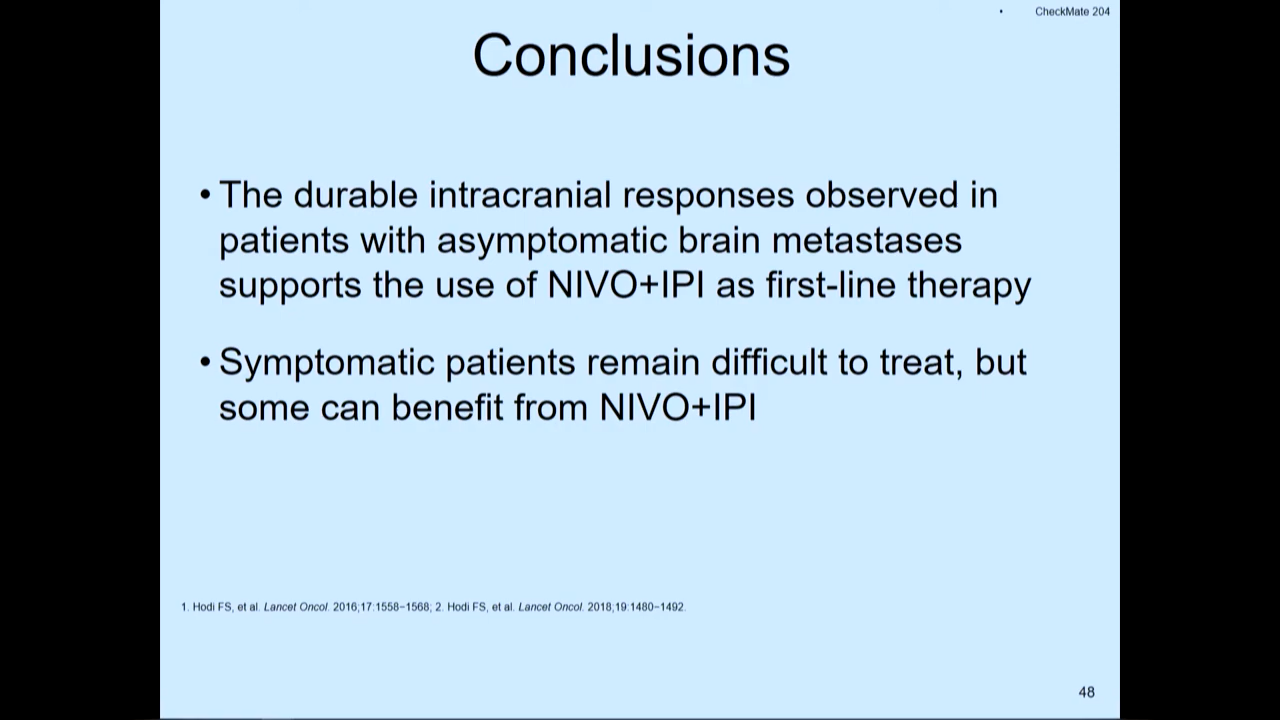 • CheckMate 204
Conclusions
• The durable intracranial responses observed in
patients with asymptomatic brain metastases
supports the use of NIVO+IPI as first-line therapy
• Symptomatic patients remain difficult to treat, but
some can benefit from NIVO+IPI
1. Hodi FS, et al. Lancet Oncol. 2016;17:1558–1568; 2. Hodi FS, et al. Lancet Oncol. 2018;19:1480–1492.
48